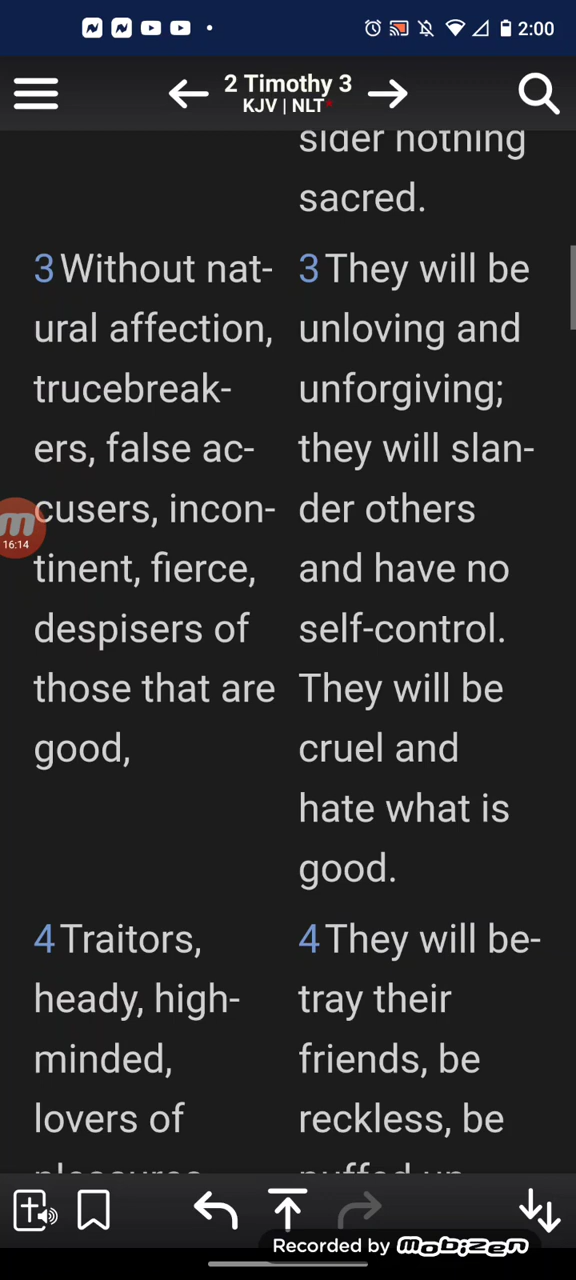 2:00
2 Timothy 3
KJV | NLT*
sider nothing
sacred.
3 Without nat-
ural affection,
trucebreak-
ers, false ac-
cusers, incon-
tinent, fierce,
despisers of
those that are
good,
3 They will be
unloving and
unforgiving;
they will slan-
der others
and have no
self-control.
They will be
cruel and
hate what is
good.
m
16:14
4 Traitors,
heady, high-
minded,
lovers of
pleasures
4 They will be-
tray their
friends, be
reckless, be
puffed up
Recorded by mobizen